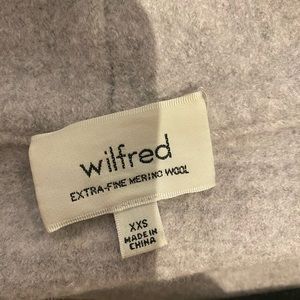 wilfred
EXTRA-FINE MERINO WOOL
XXS
MADE IN
CHINA